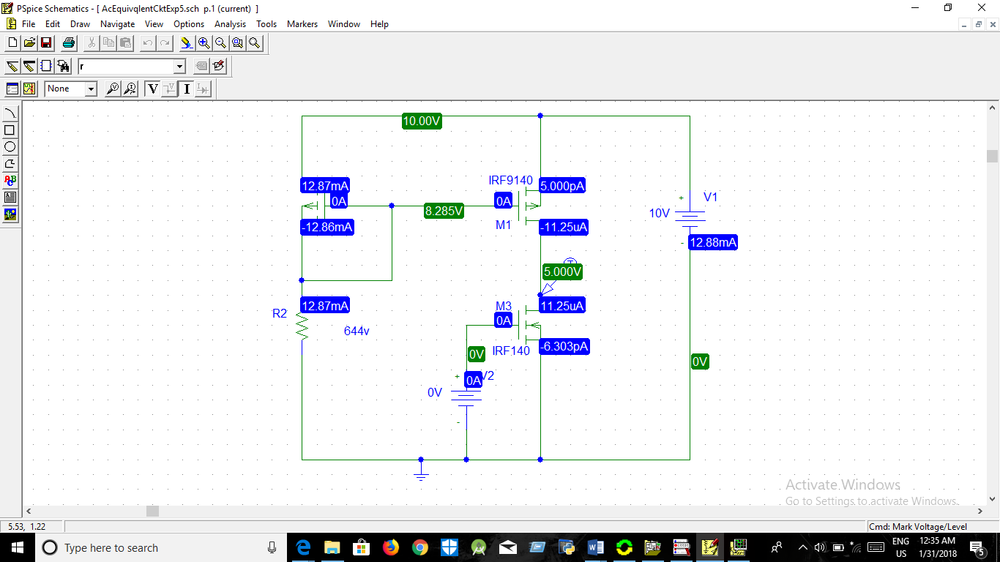 PSpice Schematics - [ AcEquivqlentCktExp5.sch p.1 (current) ]
File Edit Draw Navigate View Options Analysis Tools Markers Window Help
r
None V I
ABC
10.00V
12.87mA
0A
-12.86mA
8.285V
IRF9140
0A
5.000pA
M1
-11.25uA
V1
+
10V
-
12.88mA
5.000V
12.87mA
R2
644v
M3
0A
11.25uA
IRF140
-6.303pA
0V
0V
+
0A
V2
0V
-
Activate Windows
Go to Settings to activate Windows.
5.53, 1.22
Cmd: Mark Voltage/Level
Type here to search
ENG
US
12:35 AM
1/31/2018
5